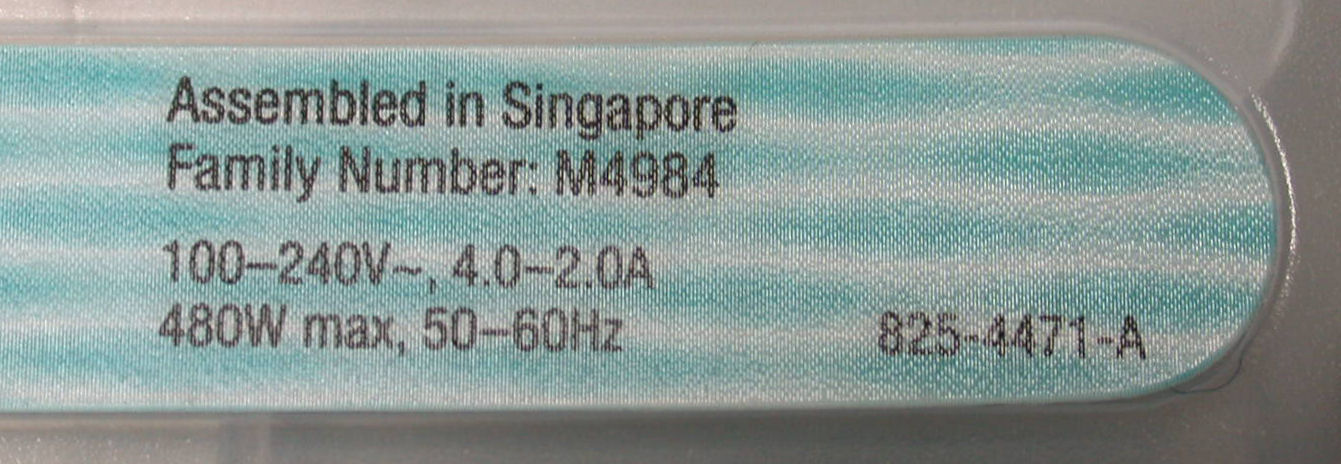 Assembled in Singapore
Family Number: M4984
100–240V~, 4.0–2.0A
480W max, 50–60Hz
825-4471-A